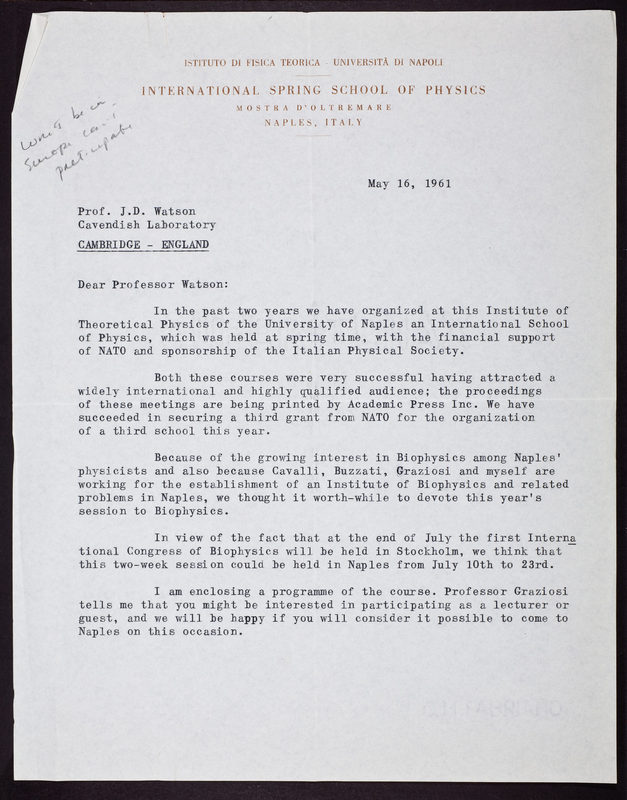 ISTITUTO DI FISICA TEORICA - UNIVERSITÀ DI NAPOLI
INTERNATIONAL SPRING SCHOOL OF PHYSICS
MOSTRA D'OLTREMARE
NAPLES, ITALY
won't be in
Europe can't
participate
May 16, 1961
Prof. J.D. Watson
Cavendish Laboratory
CAMBRIDGE - ENGLAND
Dear Professor Watson:
In the past two years we have organized at this Institute of
Theoretical Physics of the University of Naples an International School
of Physics, which was held at spring time, with the financial support
of NATO and sponsorship of the Italian Physical Society.
Both these courses were very successful having attracted a
widely international and highly qualified audience; the proceedings
of these meetings are being printed by Academic Press Inc. We have
succeeded in securing a third grant from NATO for the organization
of a third school this year.
Because of the growing interest in Biophysics among Naples'
physicists and also because Cavalli, Buzzati, Graziosi and myself are
working for the establishment of an Institute of Biophysics and related
problems in Naples, we thought it worth-while to devote this year's
session to Biophysics.
In view of the fact that at the end of July the first Interna
tional Congress of Biophysics will be held in Stockholm, we think that
this two-week session could be held in Naples from July 10th to 23rd.
I am enclosing a programme of the course. Professor Graziosi
tells me that you might be interested in participating as a lecturer or
guest, and we will be happy if you will consider it possible to come to
Naples on this occasion.